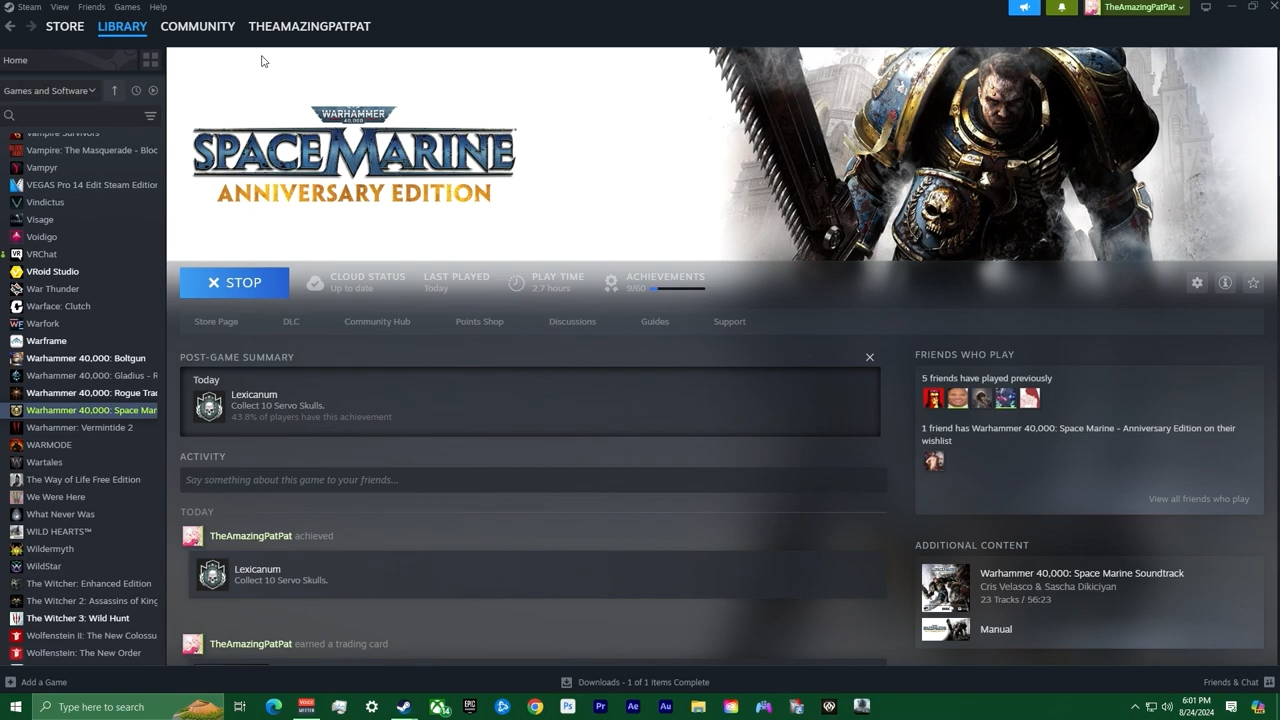 Steam View Friends Games Help
TheAmazingPatPat
STORE LIBRARY COMMUNITY THEAMAZINGPATPAT
Home
Games and Software
Vampire Survivors
Vampire: The Masquerade - Bloc
Vampyr
VEGAS Pro 14 Edit Steam Edition
Vindictus
Visage
Voidigo
VRChat
VRoid Studio
War Thunder
Warface: Clutch
Warfork
Warframe
Warhammer 40,000: Boltgun
Warhammer 40,000: Gladius - R
Warhammer 40,000: Rogue Trac
Warhammer 40,000: Space Mar
Warhammer: Vermintide 2
WARMODE
Wartales
The Way of Life Free Edition
We Were Here
What Never Was
WILD HEARTS™
Wildermyth
WildStar
The Witcher: Enhanced Edition
The Witcher 2: Assassins of King
The Witcher 3: Wild Hunt
Wolfenstein II: The New Colossu
Wolfenstein: The New Order
WARHAMMER
40,000
SPACE MARINE
ANNIVERSARY EDITION
STOP
CLOUD STATUS
Up to date
LAST PLAYED
Today
PLAY TIME
2.7 hours
ACHIEVEMENTS
9/60
Store Page DLC Community Hub Points Shop Discussions Guides Support
POST-GAME SUMMARY
Today
Lexicanum
Collect 10 Servo Skulls.
43.8% of players have this achievement
ACTIVITY
Say something about this game to your friends...
TODAY
TheAmazingPatPat achieved
Lexicanum
Collect 10 Servo Skulls.
TheAmazingPatPat earned a trading card
FRIENDS WHO PLAY
5 friends have played previously
1 friend has Warhammer 40,000: Space Marine - Anniversary Edition on their
wishlist
View all friends who play
ADDITIONAL CONTENT
Warhammer 40,000: Space Marine Soundtrack
Cris Velasco & Sascha Dikiciyan
23 Tracks / 56:23
Manual
Add a Game
Downloads - 1 of 1 Items Complete
Friends & Chat
Type here to search
6:01 PM
8/24/2024